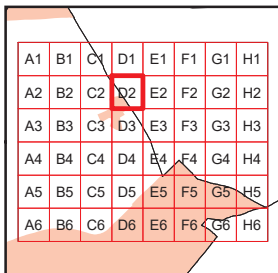 A1 B1 C1 D1 E1 F1 G1 H1
A2 B2 C2 D2 E2 F2 G2 H2
A3 B3 C3 D3 E3 F3 G3 H3
A4 B4 C4 D4 E4 F4 G4 H4
A5 B5 C5 D5 E5 F5 G5 H5
A6 B6 C6 D6 E6 F6 G6 H6